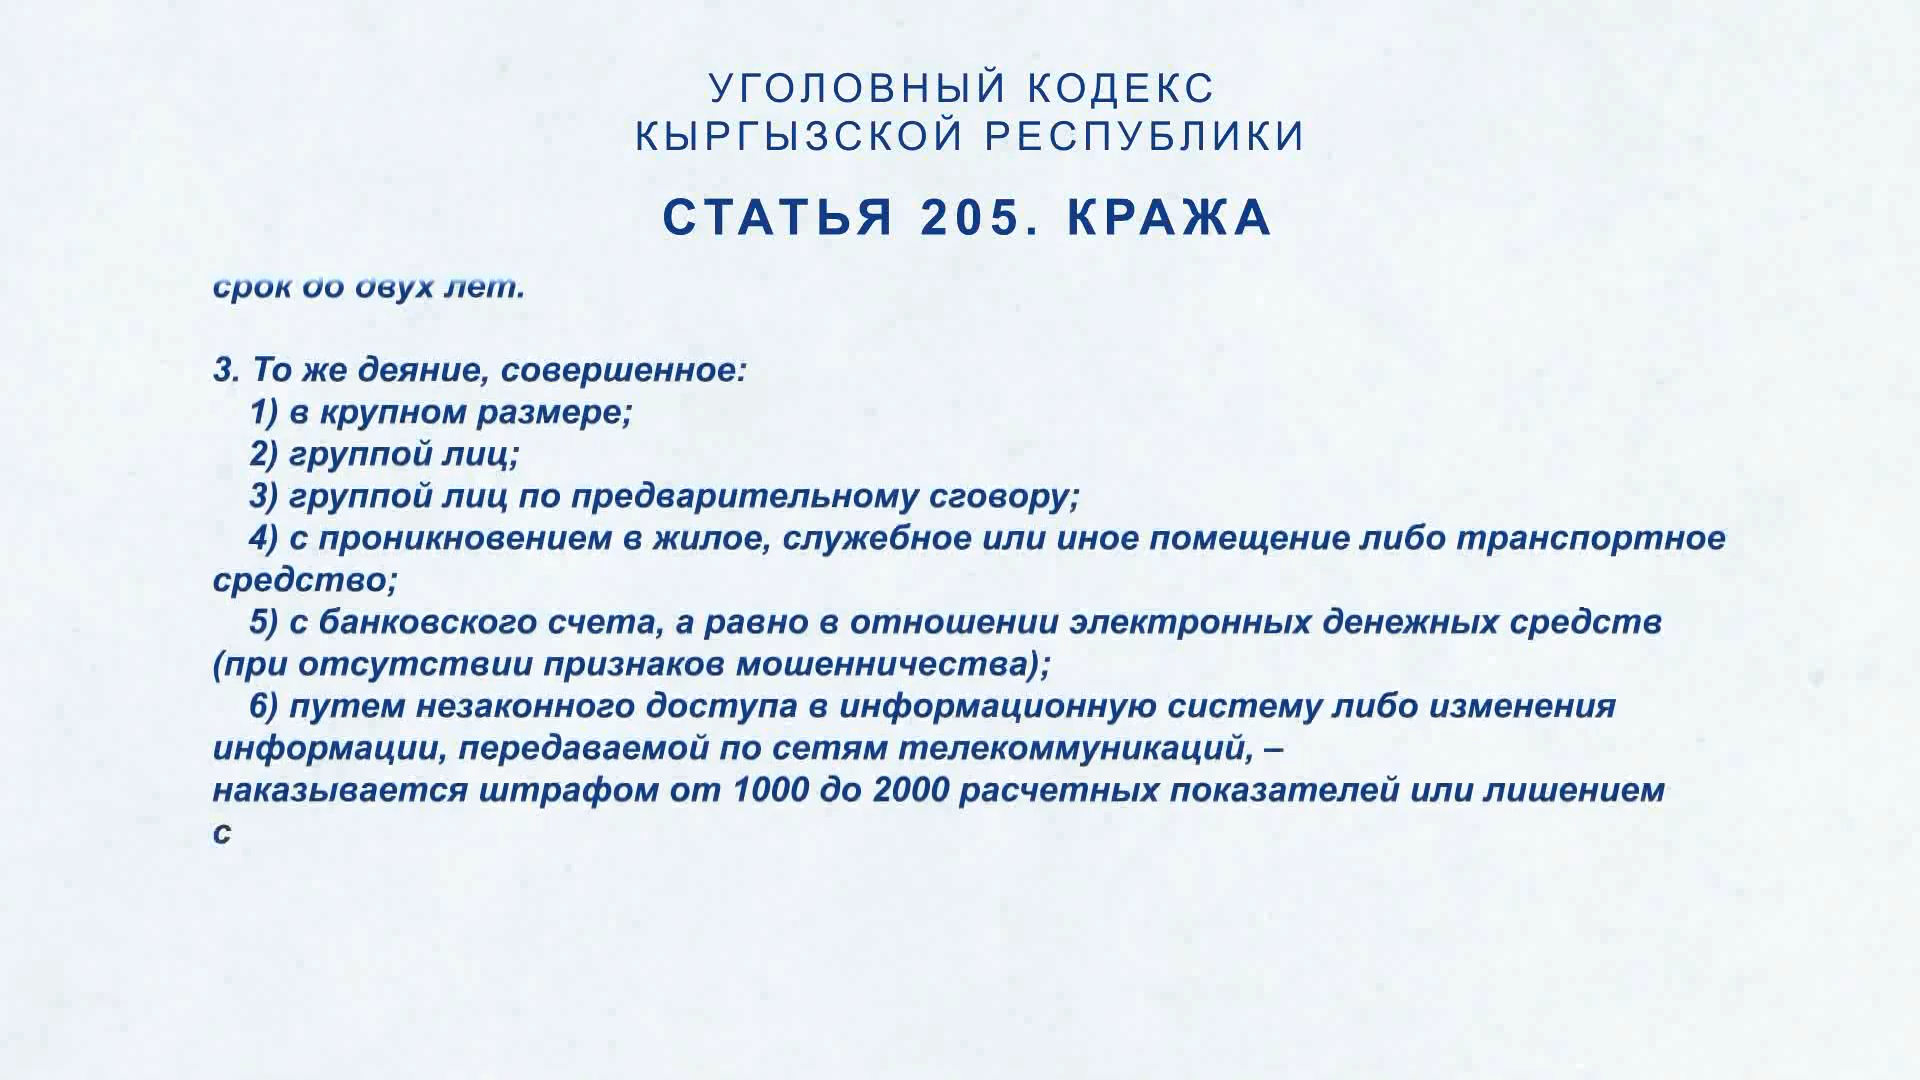 УГОЛОВНЫЙ КОДЕКС
КЫРГЫЗСКОЙ РЕСПУБЛИКИ
СТАТЬЯ 205. КРАЖА
срок до двух лет.
3. То же деяние, совершенное:
1) в крупном размере;
2) группой лиц;
3) группой лиц по предварительному сговору;
4) с проникновением в жилое, служебное или иное помещение либо транспортное
средство;
5) с банковского счета, а равно в отношении электронных денежных средств
(при отсутствии признаков мошенничества);
6) путем незаконного доступа в информационную систему либо изменения
информации, передаваемой по сетям телекоммуникаций, –
наказывается штрафом от 1000 до 2000 расчетных показателей или лишением
с